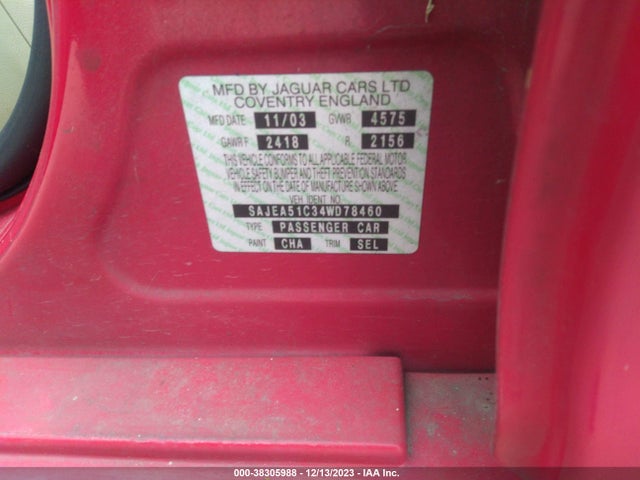 MFD BY JAGUAR CARS LTD
COVENTRY ENGLAND
MFD DATE 11/03 GVWR 4575
GAWR F 2418 R 2156
THIS VEHICLE CONFORMS TO ALL APPLICABLE FEDERAL MOTOR
VEHICLE SAFETY BUMPER AND THEFT PREVENTION STANDARDS
IN EFFECT ON THE DATE OF MANUFACTURE SHOWN ABOVE
VEH IDENT NO
SAJEA51C34WD78460
TYPE PASSENGER CAR
PAINT CHA TRIM SEL
000-38305988 - 12/13/2023 - IAA Inc.